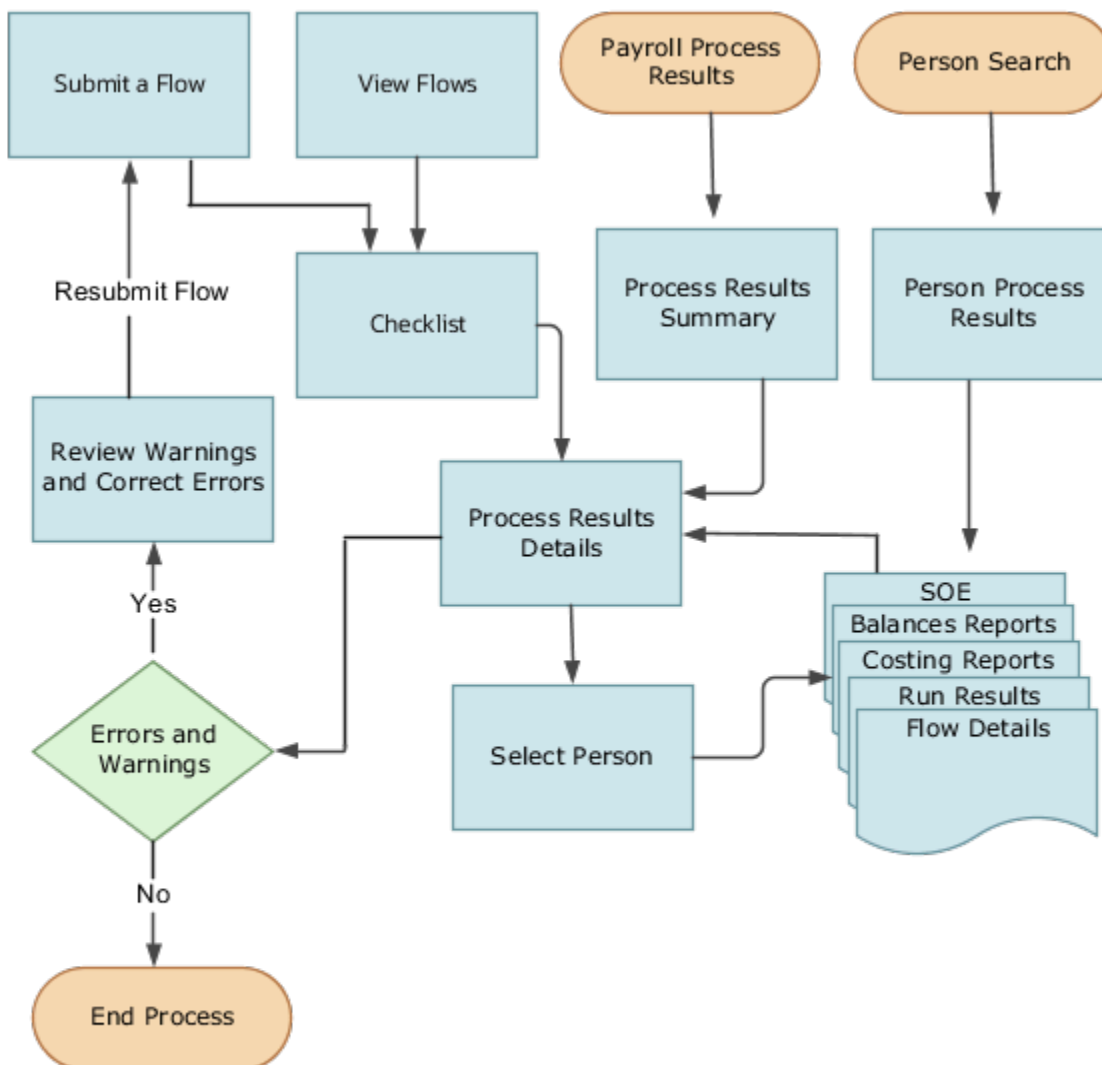 Submit a Flow
View Flows
Payroll Process
Results
Person Search
Resubmit Flow
Checklist
Process Results
Summary
Person Process
Results
Review Warnings
and Correct Errors
Process Results
Details
Yes
SOE
Balances Reports
Costing Reports
Run Results
Flow Details
Errors and
Warnings
Select Person
No
End Process